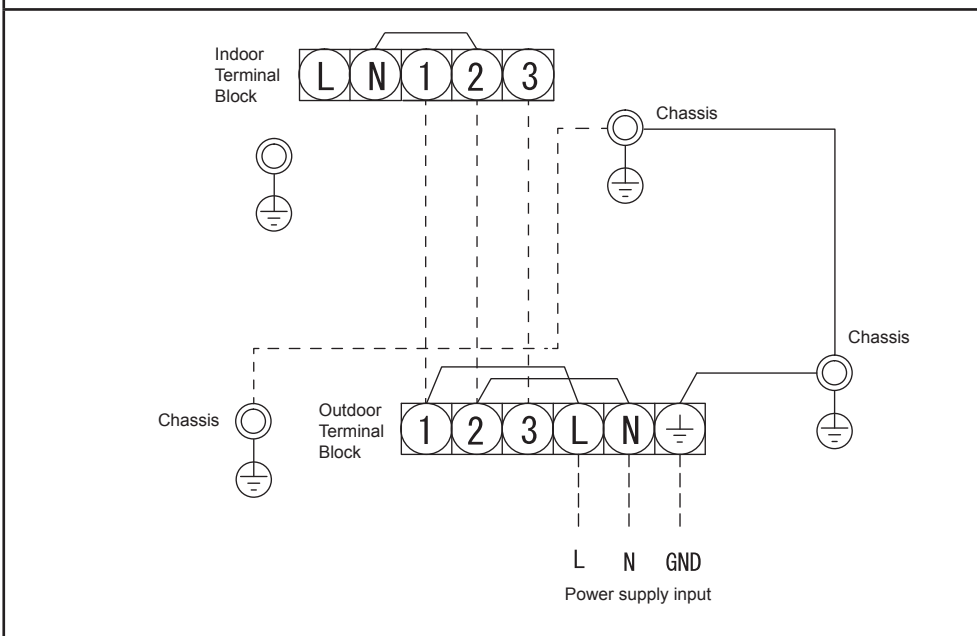 Indoor
Terminal
Block
L N 1 2 3
Chassis
Chassis
Chassis
Outdoor
Terminal
Block
1 2 3 L N
L N GND
Power supply input